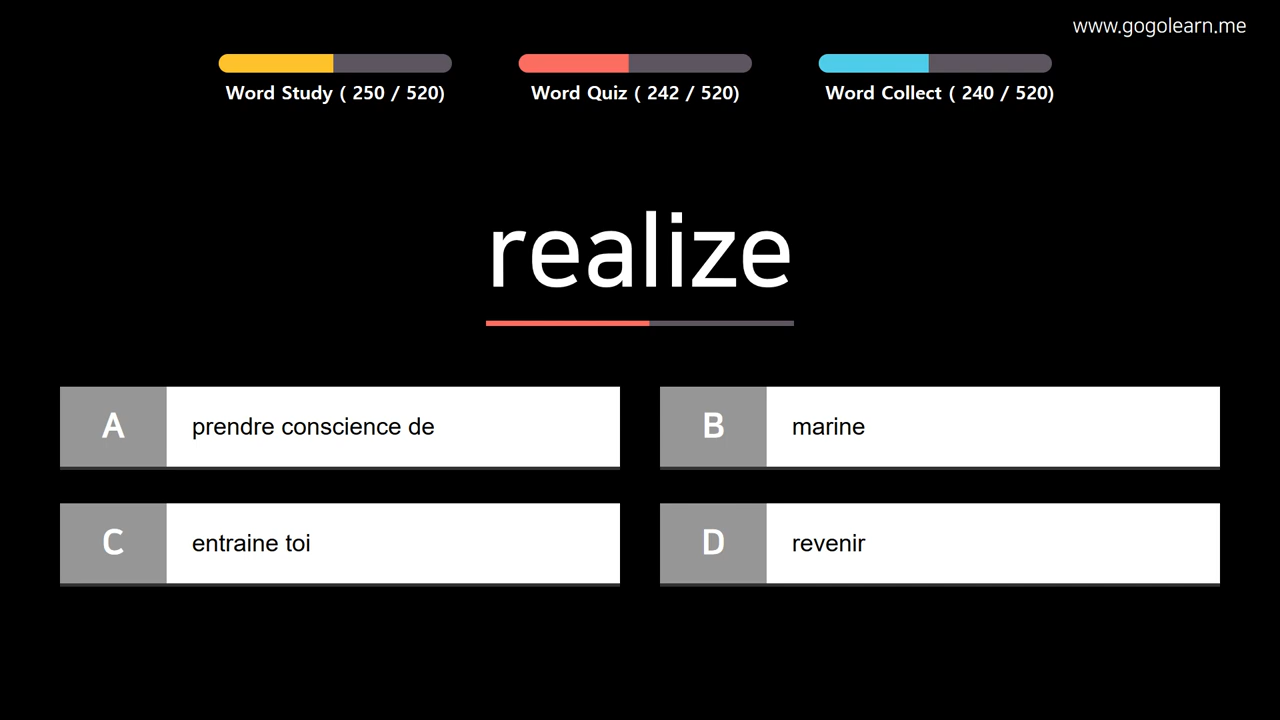 www.gogolearn.me
Word Study ( 250 / 520)
Word Quiz ( 242 / 520)
Word Collect ( 240 / 520)
realize
A prendre conscience de
B marine
C entraine toi
D revenir